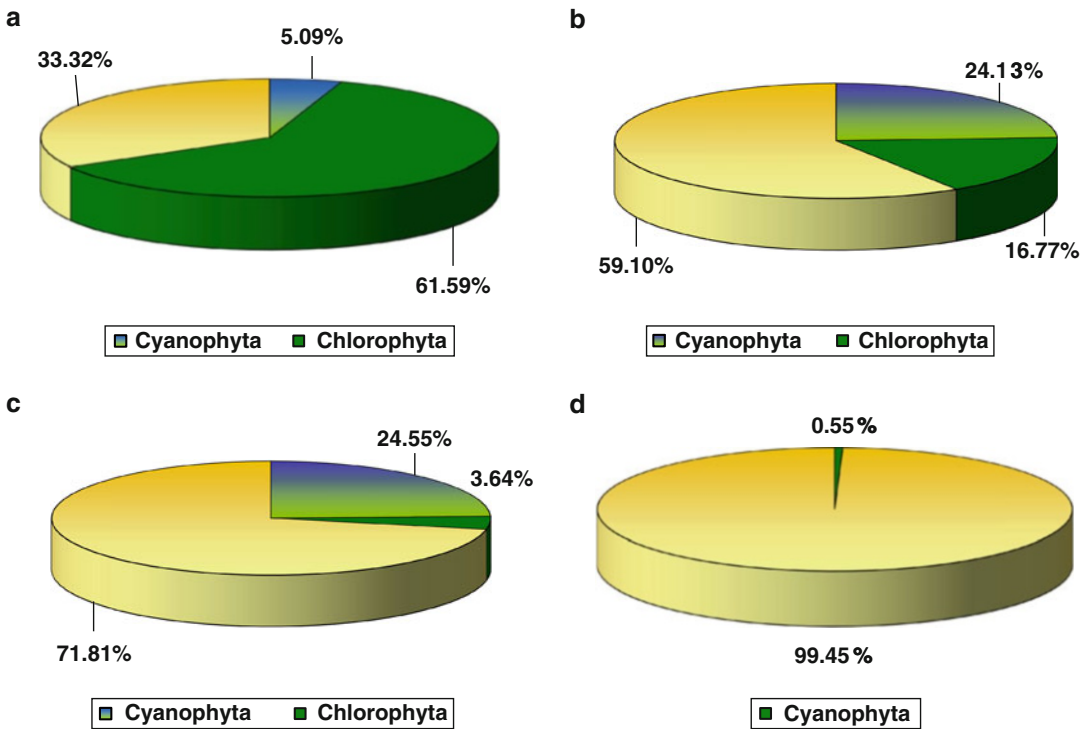 a
5.09%
33.32%
61.59%
Cyanophyta Chlorophyta
b
24.13%
59.10%
16.77%
Cyanophyta Chlorophyta
c
24.55%
3.64%
71.81%
Cyanophyta Chlorophyta
d
0.55%
99.45%
Cyanophyta